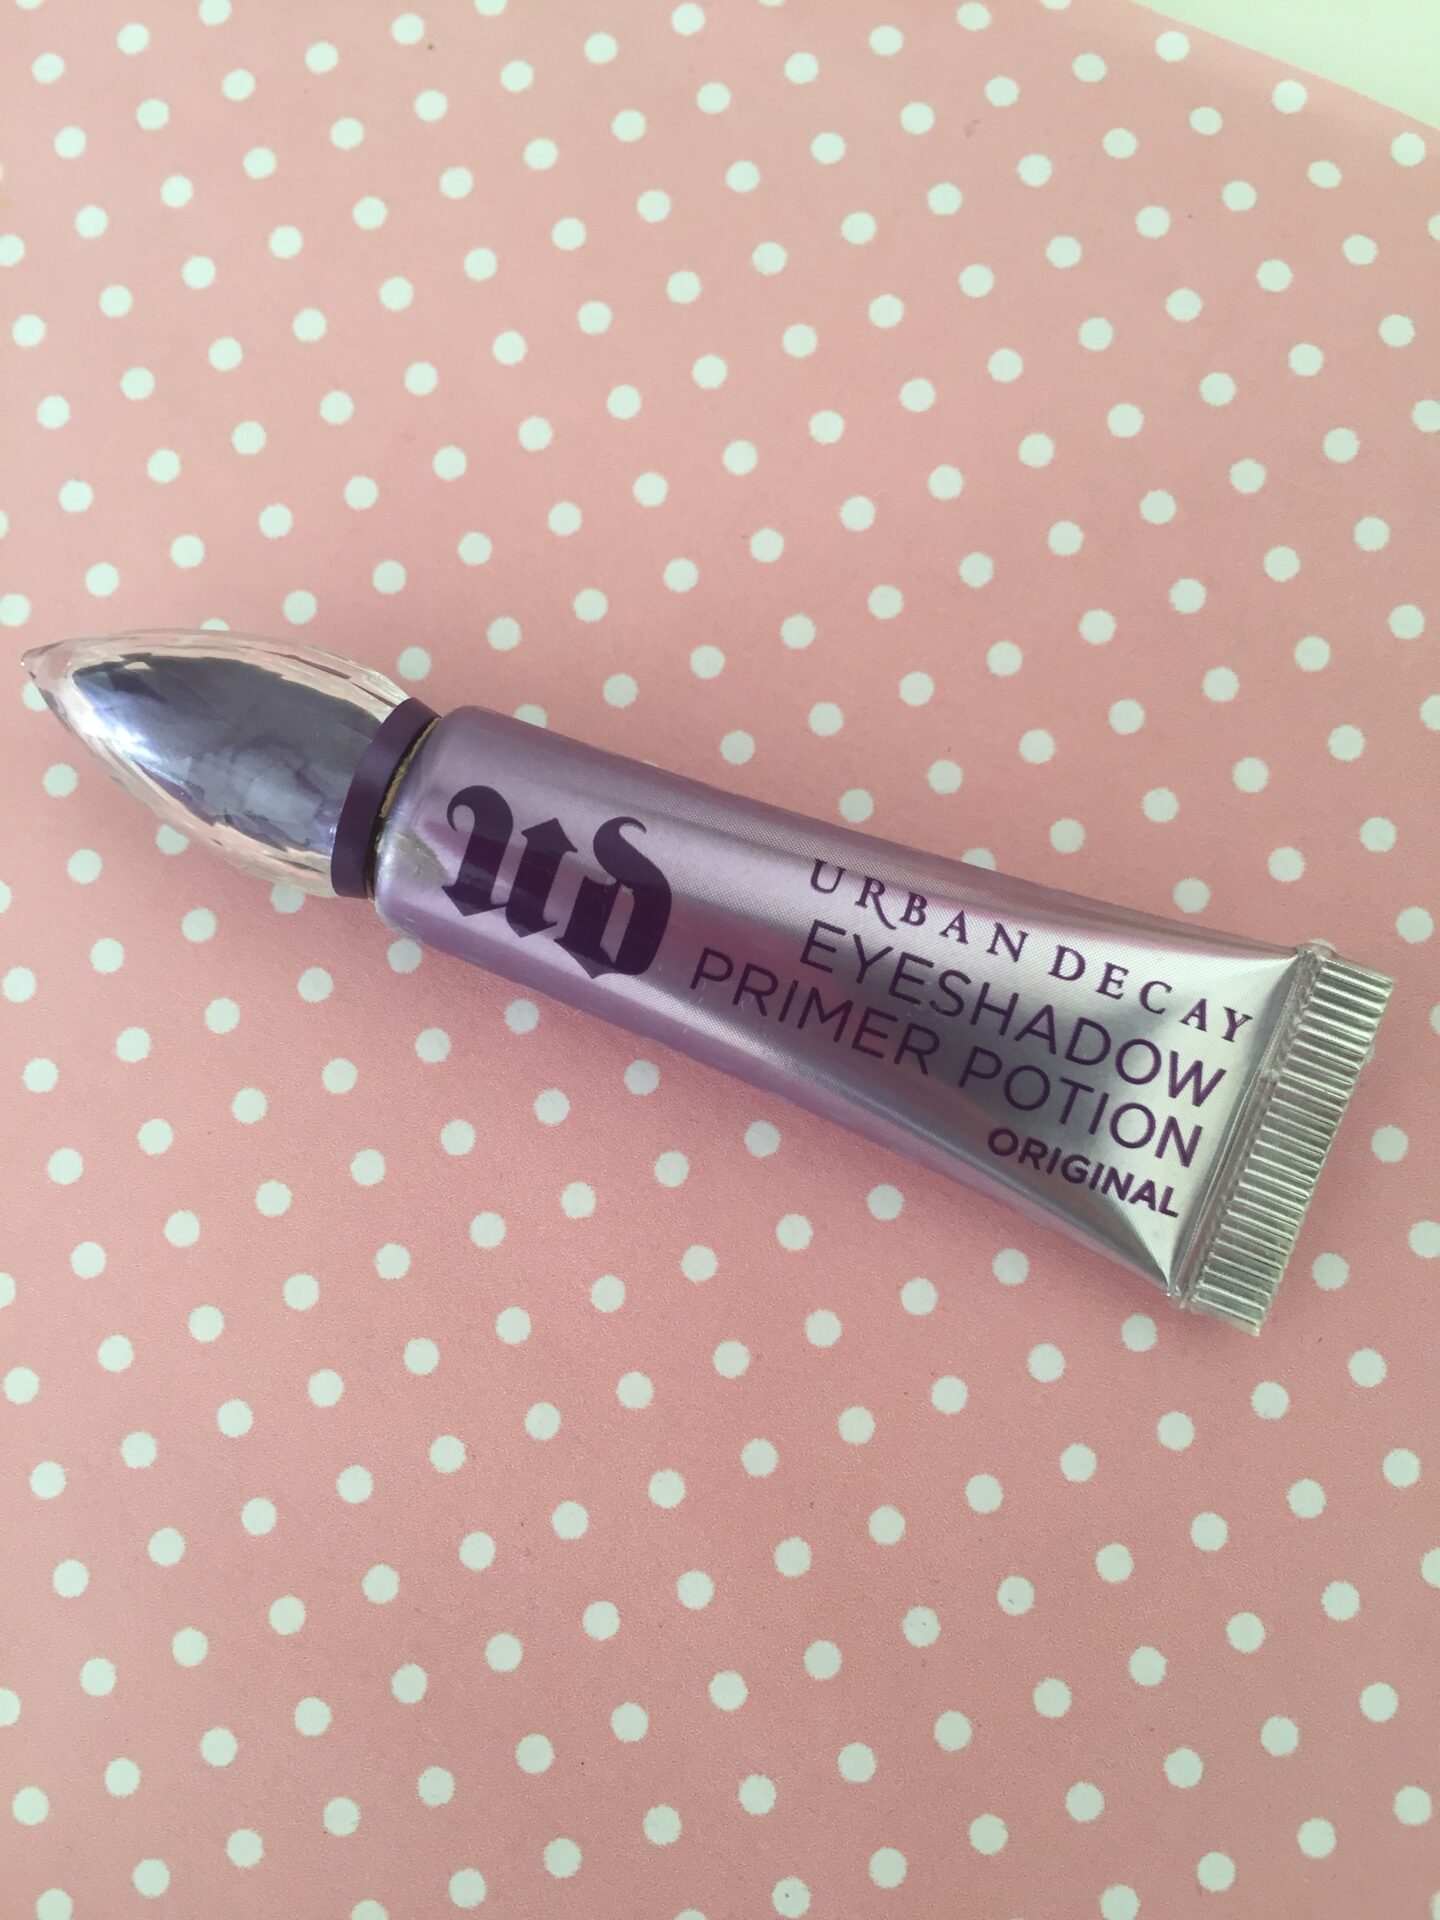 UD
URBAN DECAY
EYESHADOW
PRIMER POTION
ORIGINAL